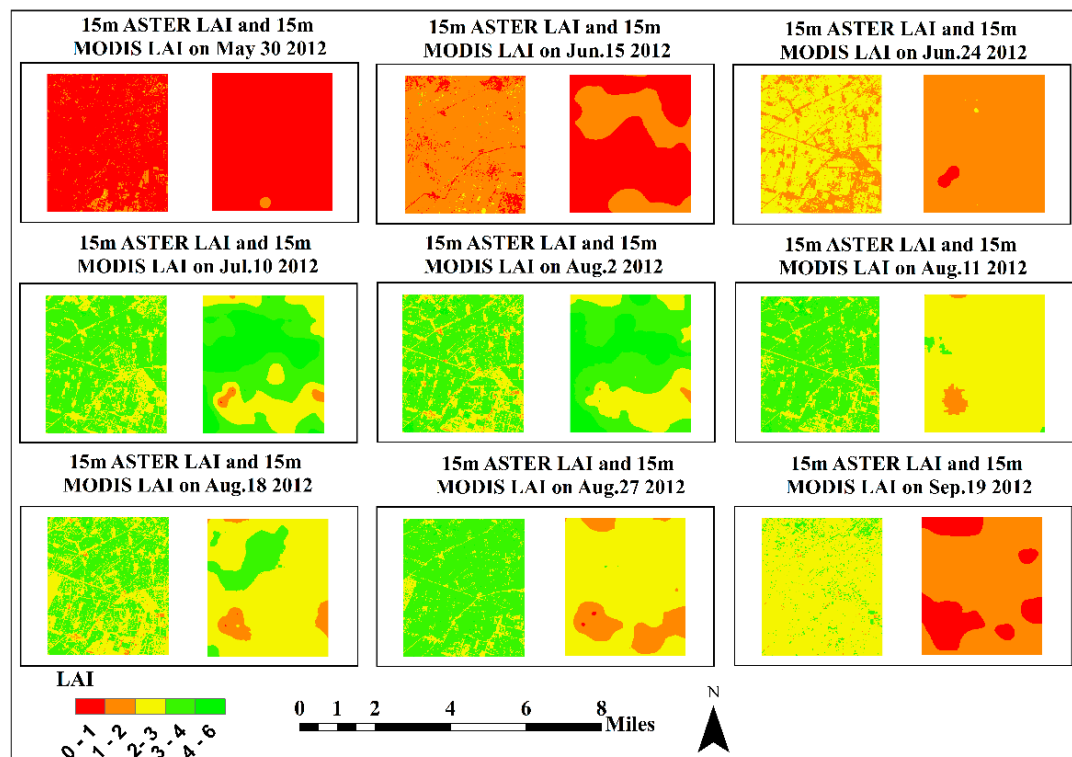 15m ASTER LAI and 15m
MODIS LAI on May 30 2012
15m ASTER LAI and 15m
MODIS LAI on Jun.15 2012
15m ASTER LAI and 15m
MODIS LAI on Jun.24 2012
15m ASTER LAI and 15m
MODIS LAI on Jul.10 2012
15m ASTER LAI and 15m
MODIS LAI on Aug.2 2012
15m ASTER LAI and 15m
MODIS LAI on Aug.11 2012
15m ASTER LAI and 15m
MODIS LAI on Aug.18 2012
15m ASTER LAI and 15m
MODIS LAI on Aug.27 2012
15m ASTER LAI and 15m
MODIS LAI on Sep.19 2012
LAI
0 - 1
1 - 2
2- 3
3 - 4
4 - 6
0 1 2 4 6 8
Miles
N